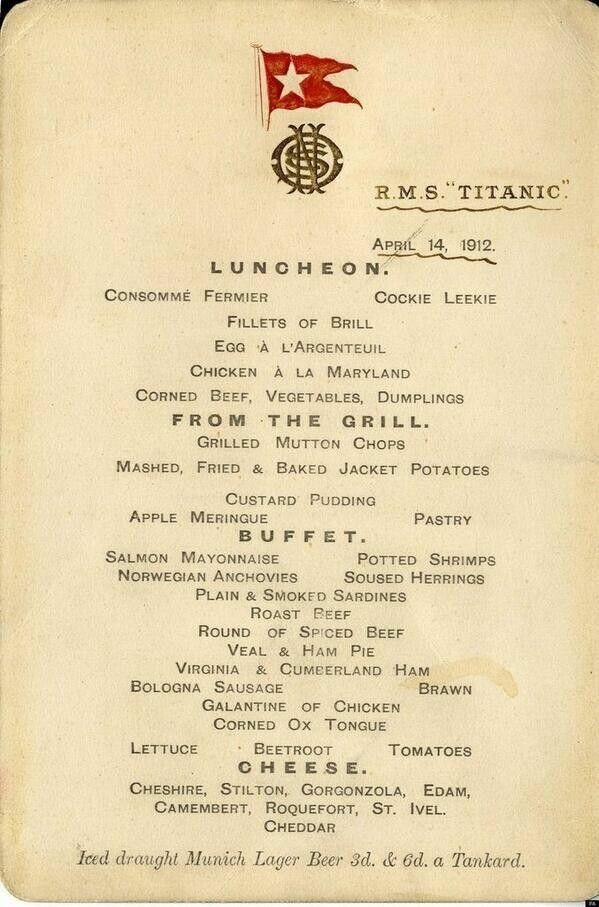 R.M.S. "TITANIC".
APRIL 14, 1912.
LUNCHEON.
CONSOMMÉ FERMIER COCKIE LEEKIE
FILLETS OF BRILL
EGG À L'ARGENTEUIL
CHICKEN À LA MARYLAND
CORNED BEEF, VEGETABLES, DUMPLINGS
FROM THE GRILL.
GRILLED MUTTON CHOPS
MASHED, FRIED & BAKED JACKET POTATOES
CUSTARD PUDDING
APPLE MERINGUE PASTRY
BUFFET.
SALMON MAYONNAISE POTTED SHRIMPS
NORWEGIAN ANCHOVIES SOUSED HERRINGS
PLAIN & SMOKED SARDINES
ROAST BEEF
ROUND OF SPICED BEEF
VEAL & HAM PIE
VIRGINIA & CUMBERLAND HAM
BOLOGNA SAUSAGE BRAWN
GALANTINE OF CHICKEN
CORNED OX TONGUE
LETTUCE BEETROOT TOMATOES
CHEESE.
CHESHIRE, STILTON, GORGONZOLA, EDAM,
CAMEMBERT, ROQUEFORT, ST. IVEL.
CHEDDAR
Iced draught Munich Lager Beer 3d. & 6d. a Tankard.
PA